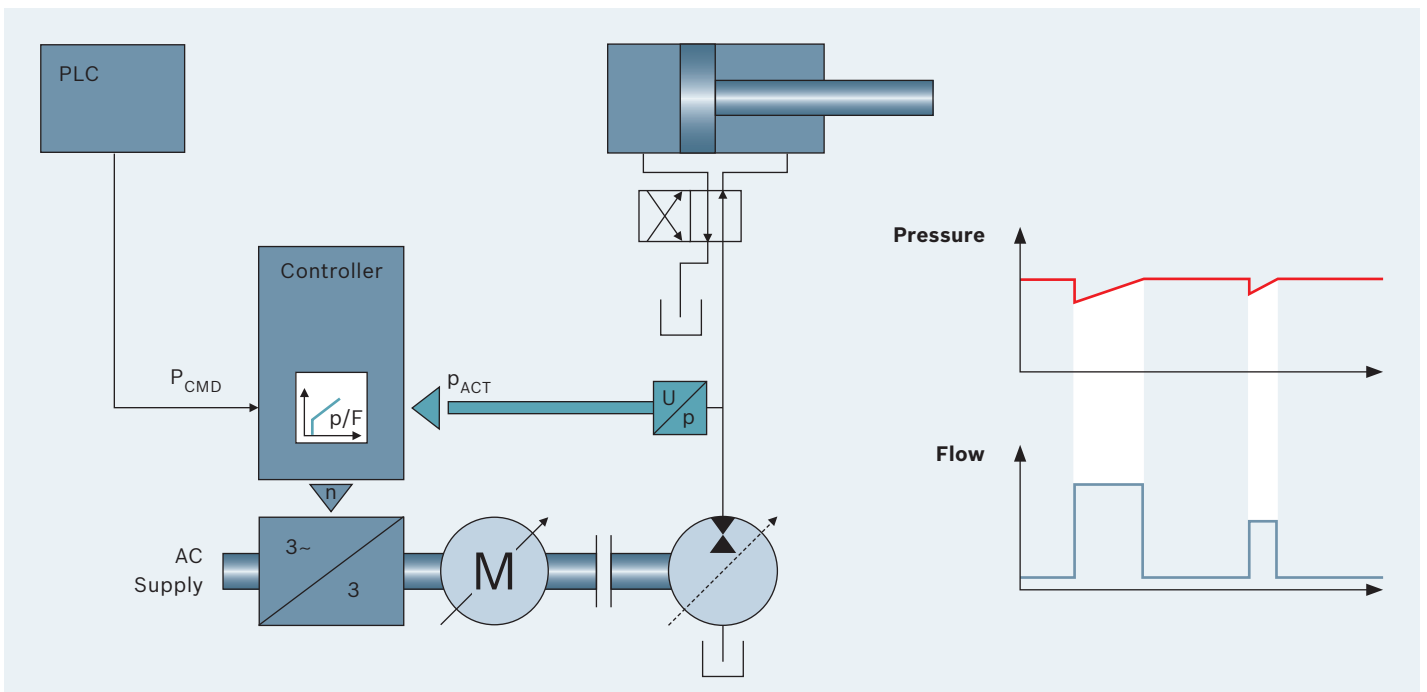 PLC
Controller
P_CMD
p/F
p_ACT
U
p
n
AC
Supply
3~
3
M
Pressure
Flow